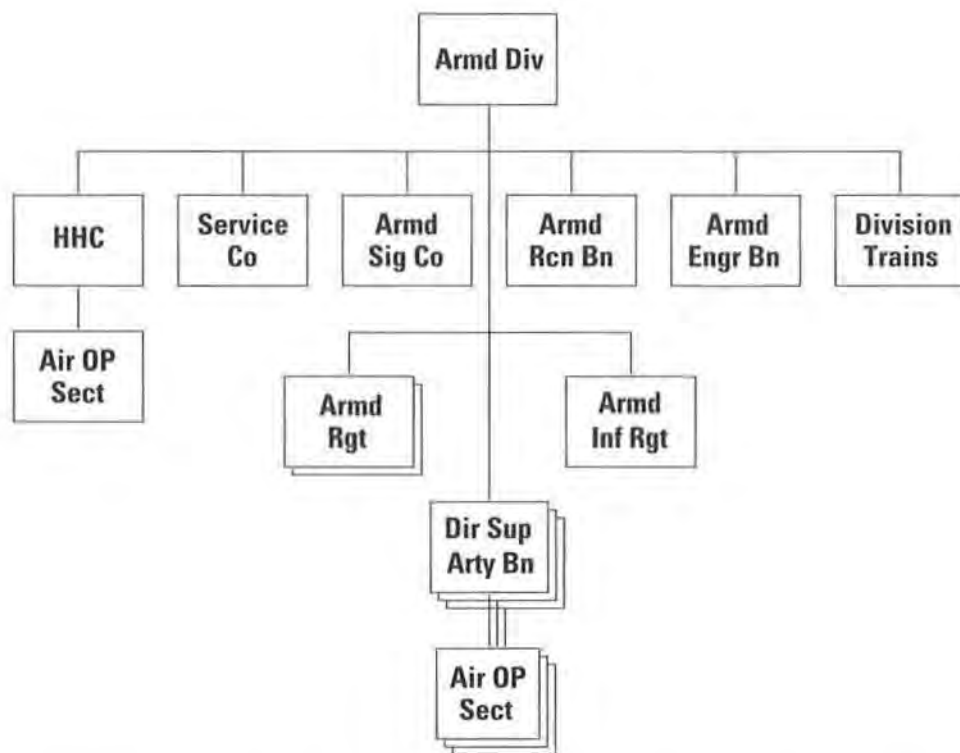 Armd Div
HHC
Service
Co
Armd
Sig Co
Armd
Rcn Bn
Armd
Engr Bn
Division
Trains
Air OP
Sect
Armd
Rgt
Armd
Inf Rgt
Dir Sup
Arty Bn
Air OP
Sect